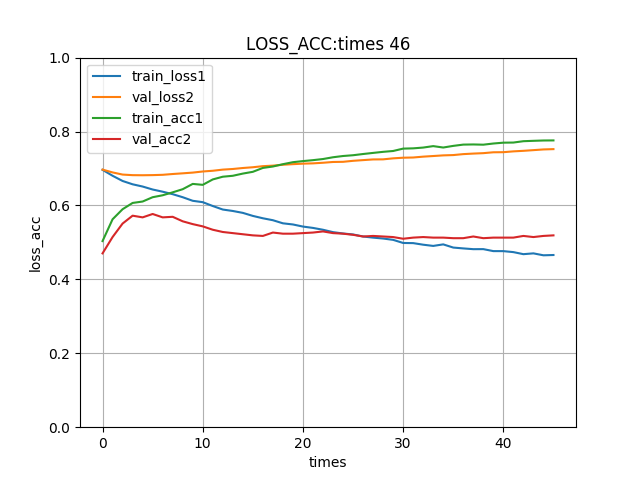 LOSS_ACC:times 46
train_loss1
val_loss2
train_acc1
val_acc2
1.0
0.8
0.6
0.4
0.2
0.0
loss_acc
0 10 20 30 40
times